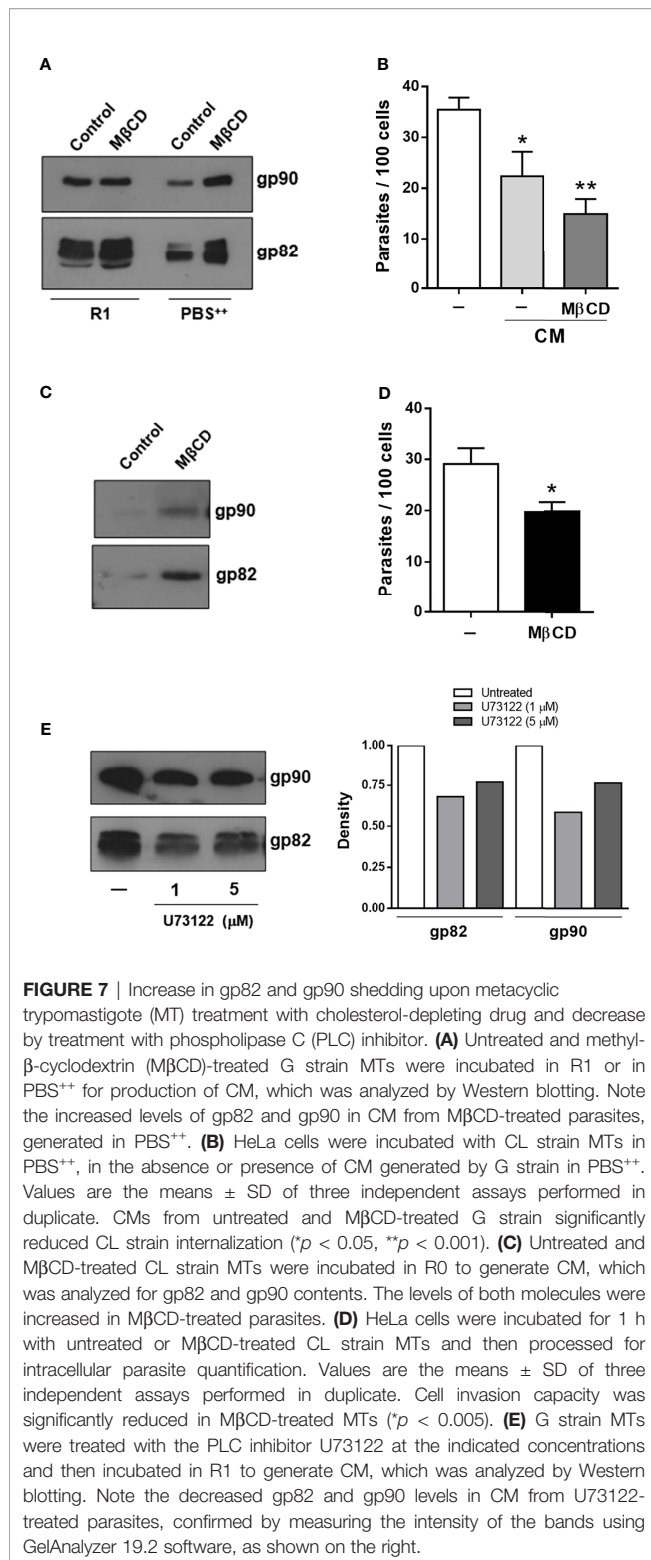 A
Control
MβCD
Control
MβCD
gp90
gp82
R1
PBS++
B
Parasites / 100 cells
40
30
20
10
0
*
**
–
–
MβCD
CM
C
Control
MβCD
gp90
gp82
D
Parasites / 100 cells
40
30
20
10
0
*
–
MβCD
E
gp90
gp82
—
1
5
U73122 (μM)
Untreated
U73122 (1 μM)
U73122 (5 μM)
Density
1.00
0.75
0.50
0.25
0.00
gp82
gp90
FIGURE 7 | Increase in gp82 and gp90 shedding upon metacyclic
trypomastigote (MT) treatment with cholesterol-depleting drug and decrease
by treatment with phospholipase C (PLC) inhibitor. (A) Untreated and methyl-
β-cyclodextrin (MβCD)-treated G strain MTs were incubated in R1 or in
PBS++ for production of CM, which was analyzed by Western blotting. Note
the increased levels of gp82 and gp90 in CM from MβCD-treated parasites,
generated in PBS++. (B) HeLa cells were incubated with CL strain MTs in
PBS++, in the absence or presence of CM generated by G strain in PBS++.
Values are the means ± SD of three independent assays performed in
duplicate. CMs from untreated and MβCD-treated G strain significantly
reduced CL strain internalization (*p < 0.05, **p < 0.001). (C) Untreated and
MβCD-treated CL strain MTs were incubated in R0 to generate CM, which
was analyzed for gp82 and gp90 contents. The levels of both molecules were
increased in MβCD-treated parasites. (D) HeLa cells were incubated for 1 h
with untreated or MβCD-treated CL strain MTs and then processed for
intracellular parasite quantification. Values are the means ± SD of three
independent assays performed in duplicate. Cell invasion capacity was
significantly reduced in MβCD-treated MTs (*p < 0.005). (E) G strain MTs
were treated with the PLC inhibitor U73122 at the indicated concentrations
and then incubated in R1 to generate CM, which was analyzed by Western
blotting. Note the decreased gp82 and gp90 levels in CM from U73122-
treated parasites, confirmed by measuring the intensity of the bands using
GelAnalyzer 19.2 software, as shown on the right.